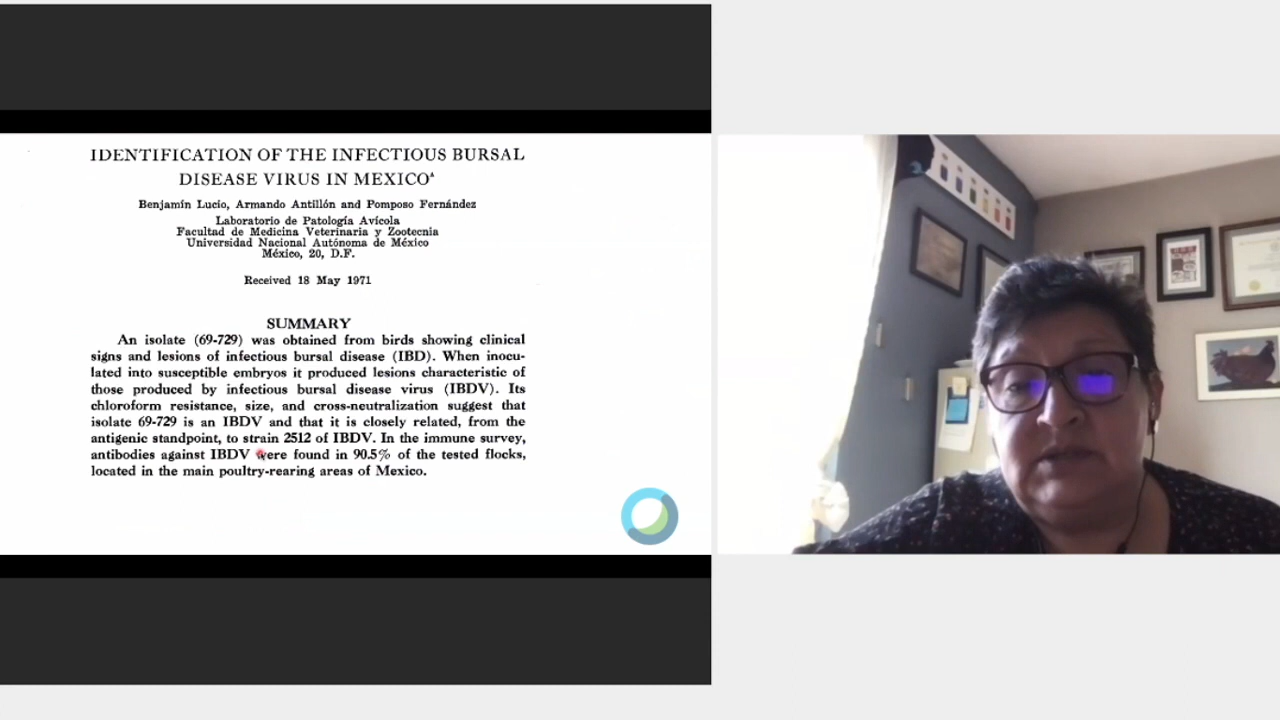 IDENTIFICATION OF THE INFECTIOUS BURSAL
DISEASE VIRUS IN MEXICOᴬ
Benjamín Lucio, Armando Antillón and Pomposo Fernández
Laboratorio de Patología Avícola
Facultad de Medicina Veterinaria y Zootecnia
Universidad Nacional Autónoma de México
México, 20, D.F.
Received 18 May 1971
SUMMARY
An isolate (69-729) was obtained from birds showing clinical
signs and lesions of infectious bursal disease (IBD). When inocu-
lated into susceptible embryos it produced lesions characteristic of
those produced by infectious bursal disease virus (IBDV). Its
chloroform resistance, size, and cross-neutralization suggest that
isolate 69-729 is an IBDV and that it is closely related, from the
antigenic standpoint, to strain 2512 of IBDV. In the immune survey,
antibodies against IBDV were found in 90.5% of the tested flocks,
located in the main poultry-rearing areas of Mexico.